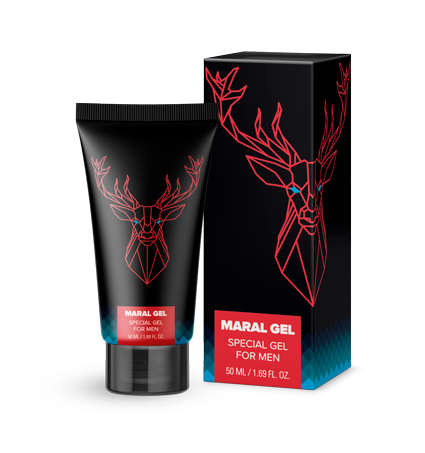 MARAL GEL
SPECIAL GEL
FOR MEN
50 ML / 1.69 FL. OZ.
MARAL GEL
SPECIAL GEL
FOR MEN
50 ML / 1.69 FL. OZ.